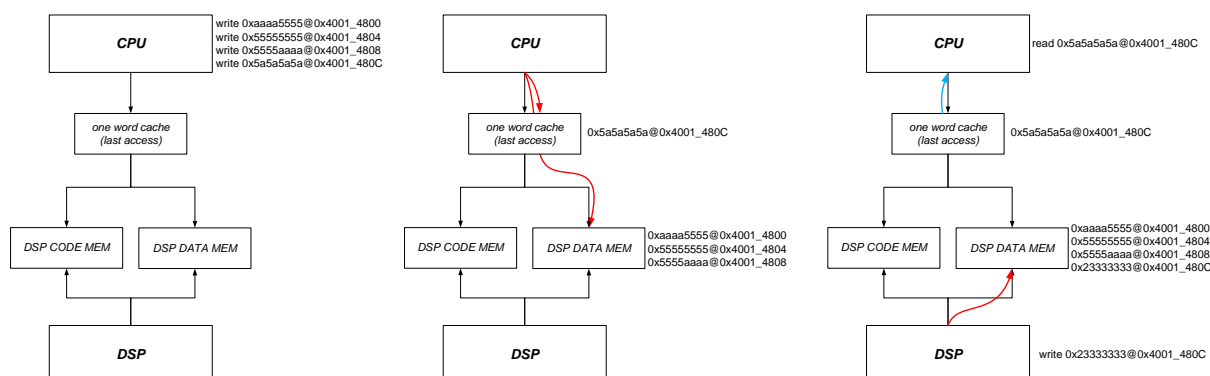 CPU
write 0xaaaa5555@0x4001_4800
write 0x55555555@0x4001_4804
write 0x5555aaaa@0x4001_4808
write 0x5a5a5a5a@0x4001_480C
one word cache
(last access)
DSP CODE MEM
DSP DATA MEM
DSP
CPU
one word cache
(last access)
0x5a5a5a5a@0x4001_480C
DSP CODE MEM
DSP DATA MEM
0xaaaa5555@0x4001_4800
0x55555555@0x4001_4804
0x5555aaaa@0x4001_4808
DSP
CPU
read 0x5a5a5a5a@0x4001_480C
one word cache
(last access)
0x5a5a5a5a@0x4001_480C
DSP CODE MEM
DSP DATA MEM
0xaaaa5555@0x4001_4800
0x55555555@0x4001_4804
0x5555aaaa@0x4001_4808
0x23333333@0x4001_480C
DSP
write 0x23333333@0x4001_480C